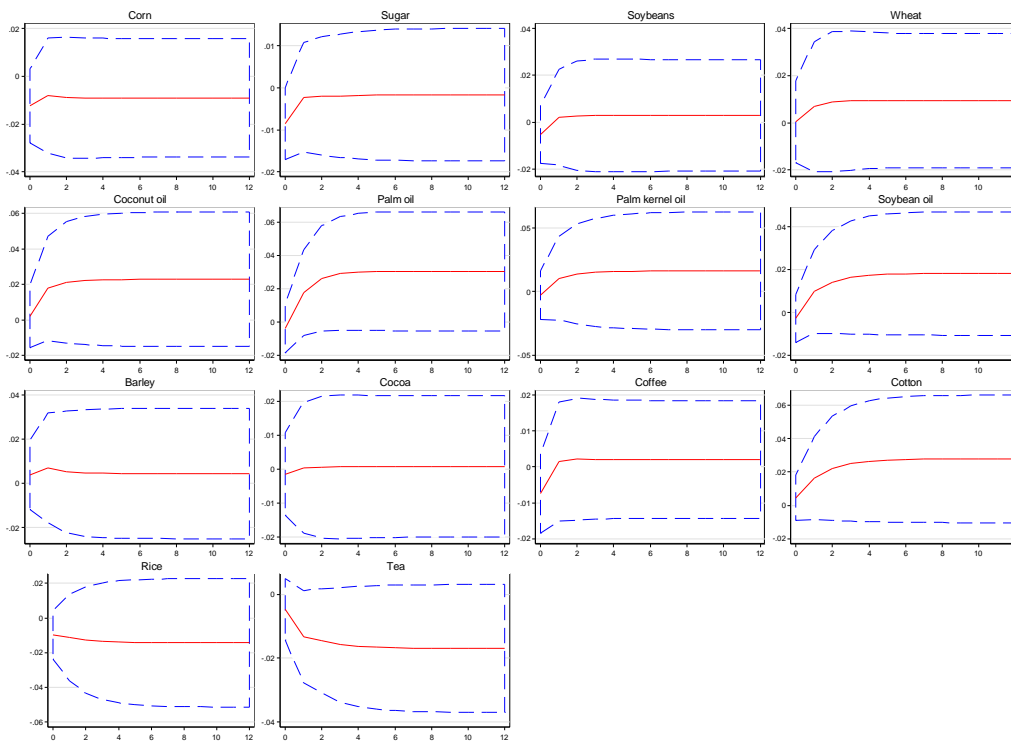 Corn
.02
0
-.02
-.04
0 2 4 6 8 10 12
Sugar
.01
0
-.01
-.02
0 2 4 6 8 10 12
Soybeans
.04
.02
0
-.02
0 2 4 6 8 10 12
Wheat
.04
.02
0
-.02
0 2 4 6 8 10
Coconut oil
.06
.04
.02
0
-.02
0 2 4 6 8 10 12
Palm oil
.06
.04
.02
0
-.02
0 2 4 6 8 10 12
Palm kernel oil
.05
0
-.05
0 2 4 6 8 10 12
Soybean oil
.04
.02
0
-.02
0 2 4 6 8 10
Barley
.04
.02
0
-.02
0 2 4 6 8 10 12
Cocoa
.02
.01
0
-.01
-.02
0 2 4 6 8 10 12
Coffee
.02
.01
0
-.01
-.02
0 2 4 6 8 10 12
Cotton
.06
.04
.02
0
-.02
0 2 4 6 8 10
Rice
.02
0
-.02
-.04
-.06
0 2 4 6 8 10 12
Tea
0
-.02
-.04
0 2 4 6 8 10 12